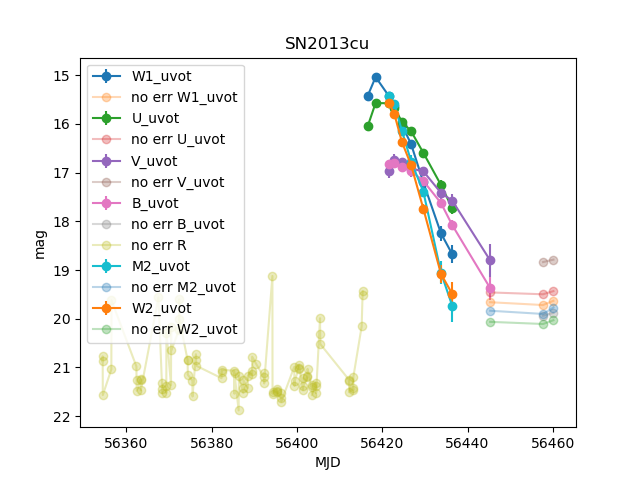 SN2013cu
mag
15
16
17
18
19
20
21
22
W1_uvot
no err W1_uvot
U_uvot
no err U_uvot
V_uvot
no err V_uvot
B_uvot
no err B_uvot
no err R
M2_uvot
no err M2_uvot
W2_uvot
no err W2_uvot
56360 56380 56400 56420 56440 56460
MJD